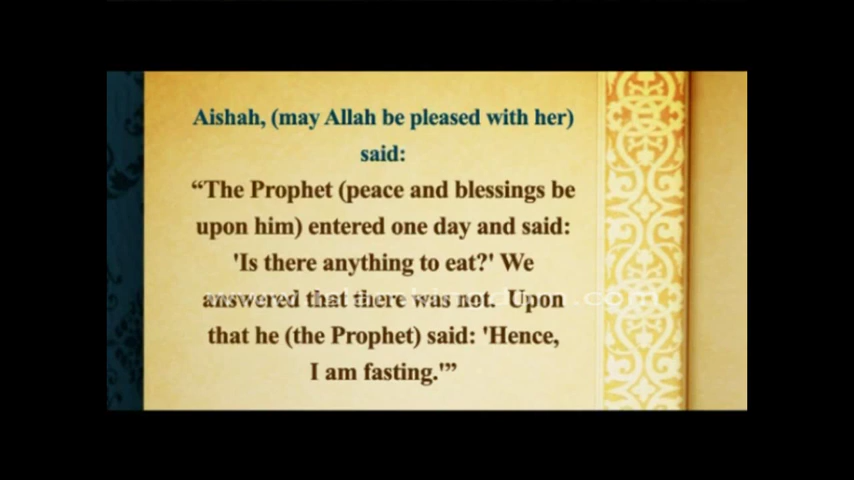 Aishah, (may Allah be pleased with her)
said:
“The Prophet (peace and blessings be
upon him) entered one day and said:
'Is there anything to eat?' We
answered that there was not.  Upon
that he (the Prophet) said: 'Hence,
I am fasting.'”